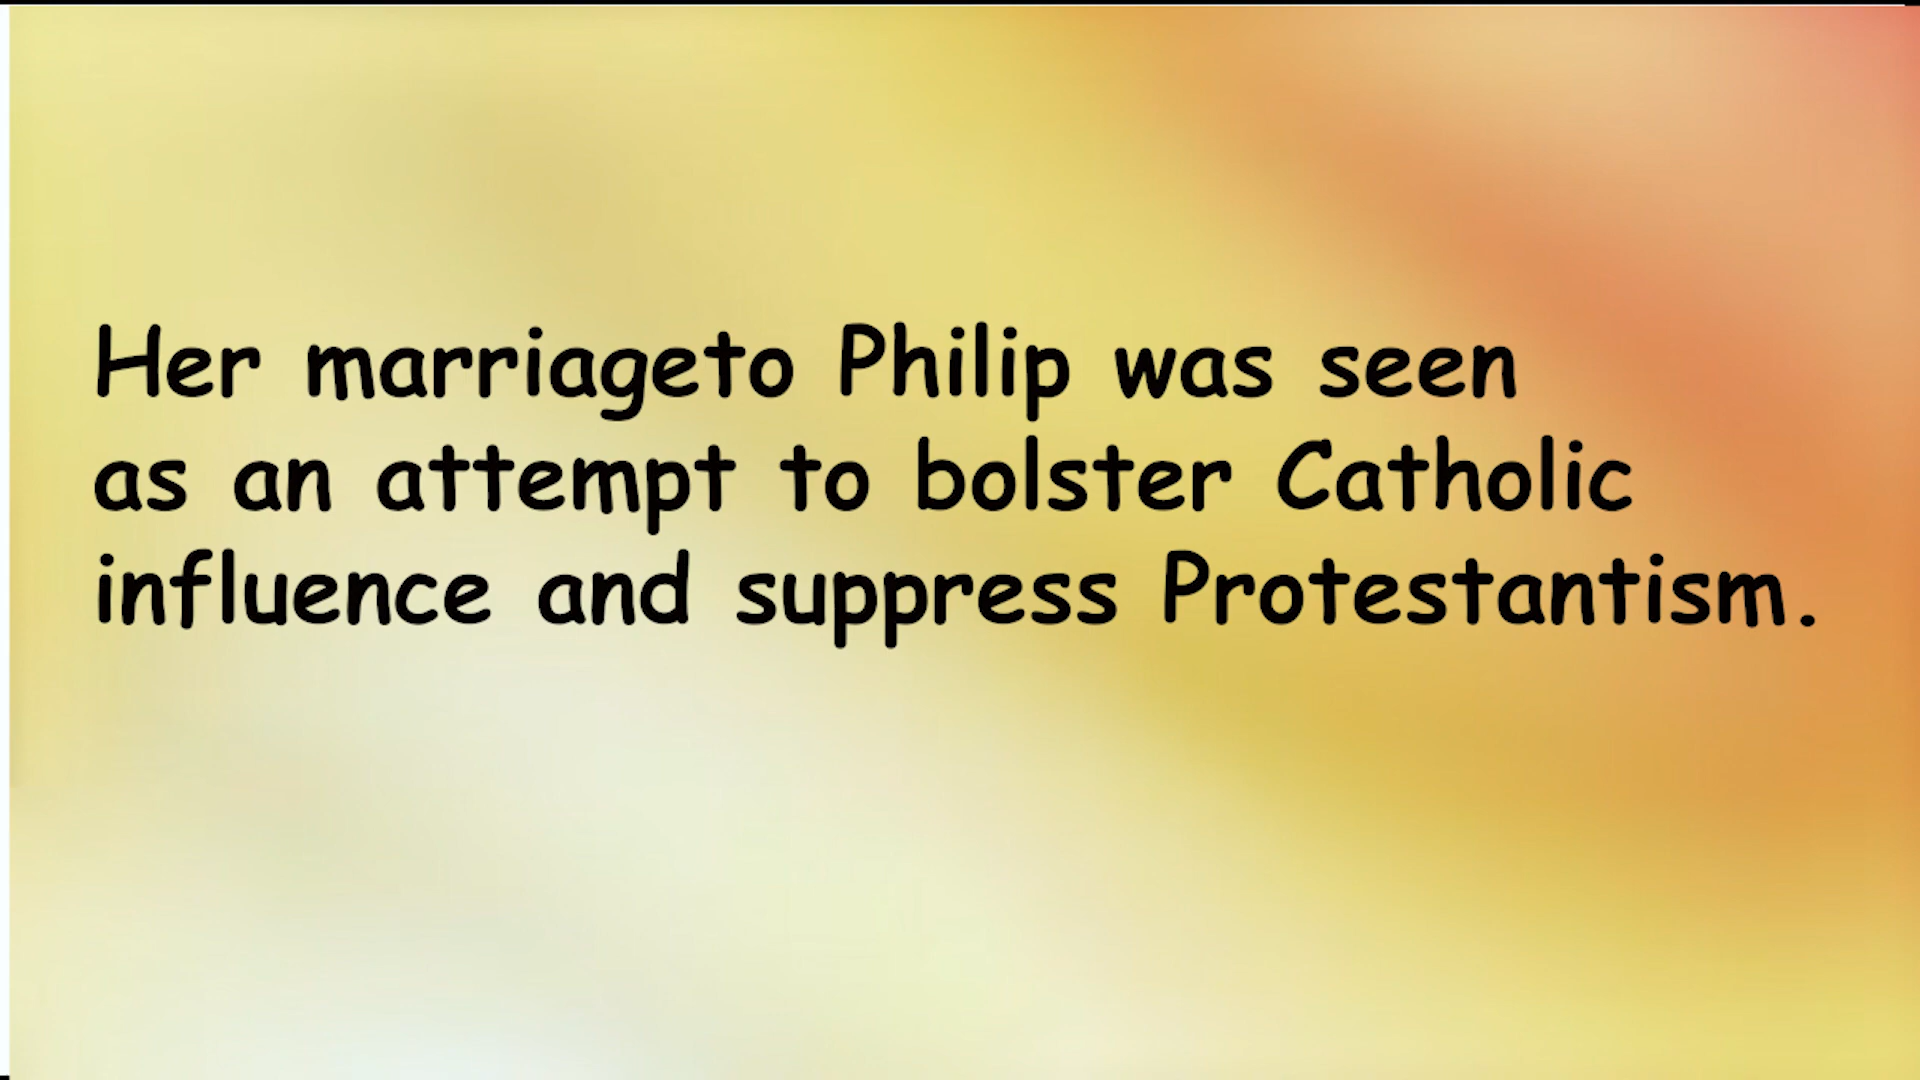 Her marriageto Philip was seen
as an attempt to bolster Catholic
influence and suppress Protestantism.